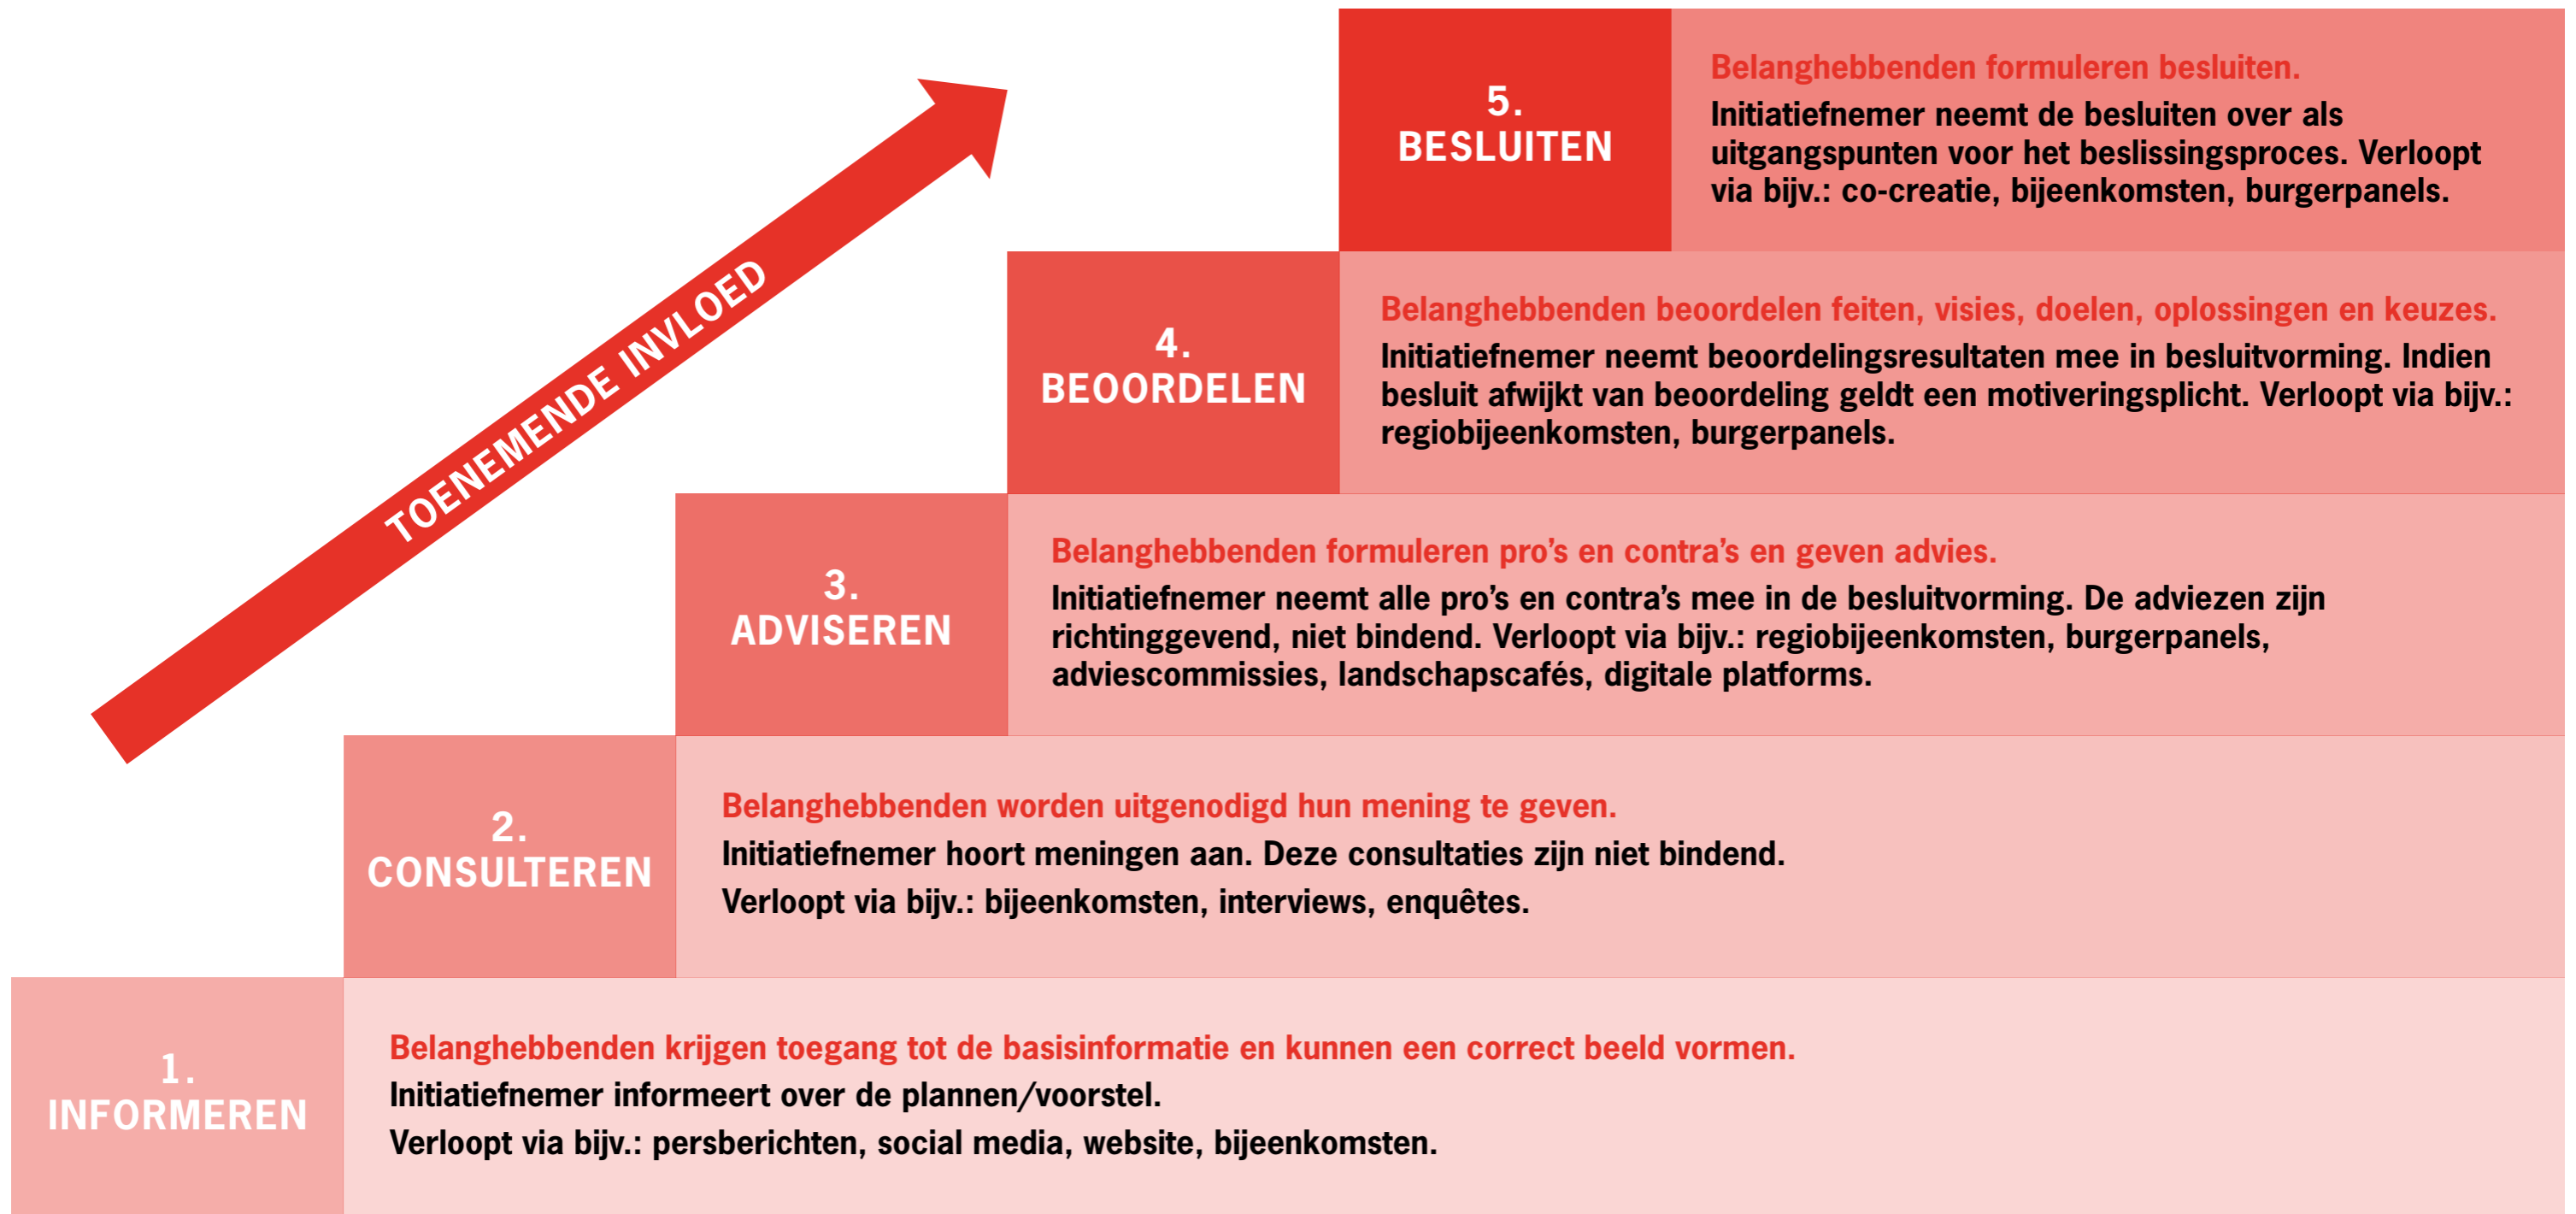 TOENEMENDE INVLOED
5.
BESLUITEN
Belanghebbenden formuleren besluiten.
Initiatiefnemer neemt de besluiten over als
uitgangspunten voor het beslissingsproces. Verloopt
via bijv.: co-creatie, bijeenkomsten, burgerpanels.
4.
BEOORDELEN
Belanghebbenden beoordelen feiten, visies, doelen, oplossingen en keuzes.
Initiatiefnemer neemt beoordelingsresultaten mee in besluitvorming. Indien
besluit afwijkt van beoordeling geldt een motiveringsplicht. Verloopt via bijv.:
regiobijeenkomsten, burgerpanels.
3.
ADVISEREN
Belanghebbenden formuleren pro’s en contra’s en geven advies.
Initiatiefnemer neemt alle pro’s en contra’s mee in de besluitvorming. De adviezen zijn
richtinggevend, niet bindend. Verloopt via bijv.: regiobijeenkomsten, burgerpanels,
adviescommissies, landschapscafés, digitale platforms.
2.
CONSULTEREN
Belanghebbenden worden uitgenodigd hun mening te geven.
Initiatiefnemer hoort meningen aan. Deze consultaties zijn niet bindend.
Verloopt via bijv.: bijeenkomsten, interviews, enquêtes.
1.
INFORMEREN
Belanghebbenden krijgen toegang tot de basisinformatie en kunnen een correct beeld vormen.
Initiatiefnemer informeert over de plannen/voorstel.
Verloopt via bijv.: persberichten, social media, website, bijeenkomsten.